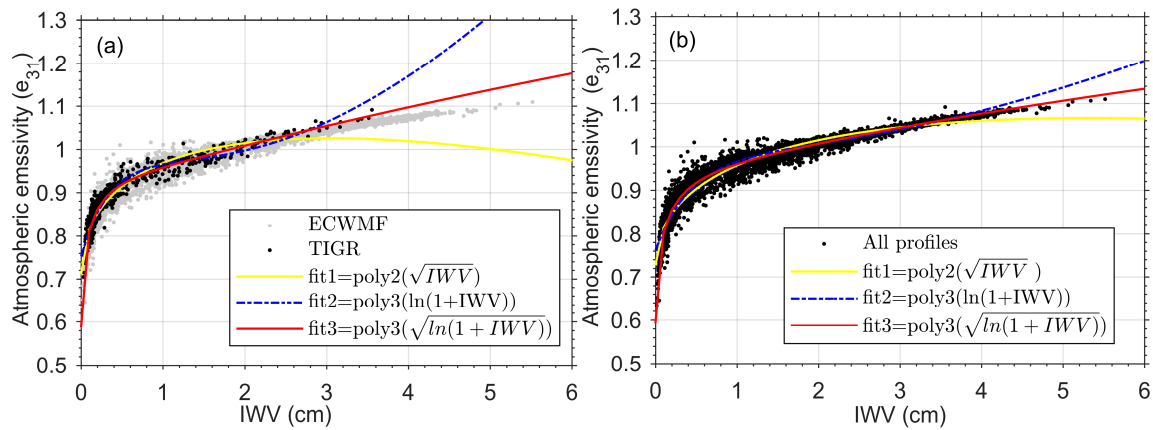 (a)
Atmospheric emssivity (e31)
1.3
1.2
1.1
1
0.9
0.8
0.7
0.6
0.5
ECWMF
TIGR
fit1=poly2(√IWV)
fit2=poly3(ln(1+IWV))
fit3=poly3(√ln(1 + IWV))
0 1 2 3 4 5 6
IWV (cm)
(b)
Atmospheric emssivity (e31)
1.3
1.2
1.1
1
0.9
0.8
0.7
0.6
0.5
All profiles
fit1=poly2(√IWV )
fit2=poly3(ln(1+IWV))
fit3=poly3(√ln(1 + IWV))
0 1 2 3 4 5 6
IWV (cm)